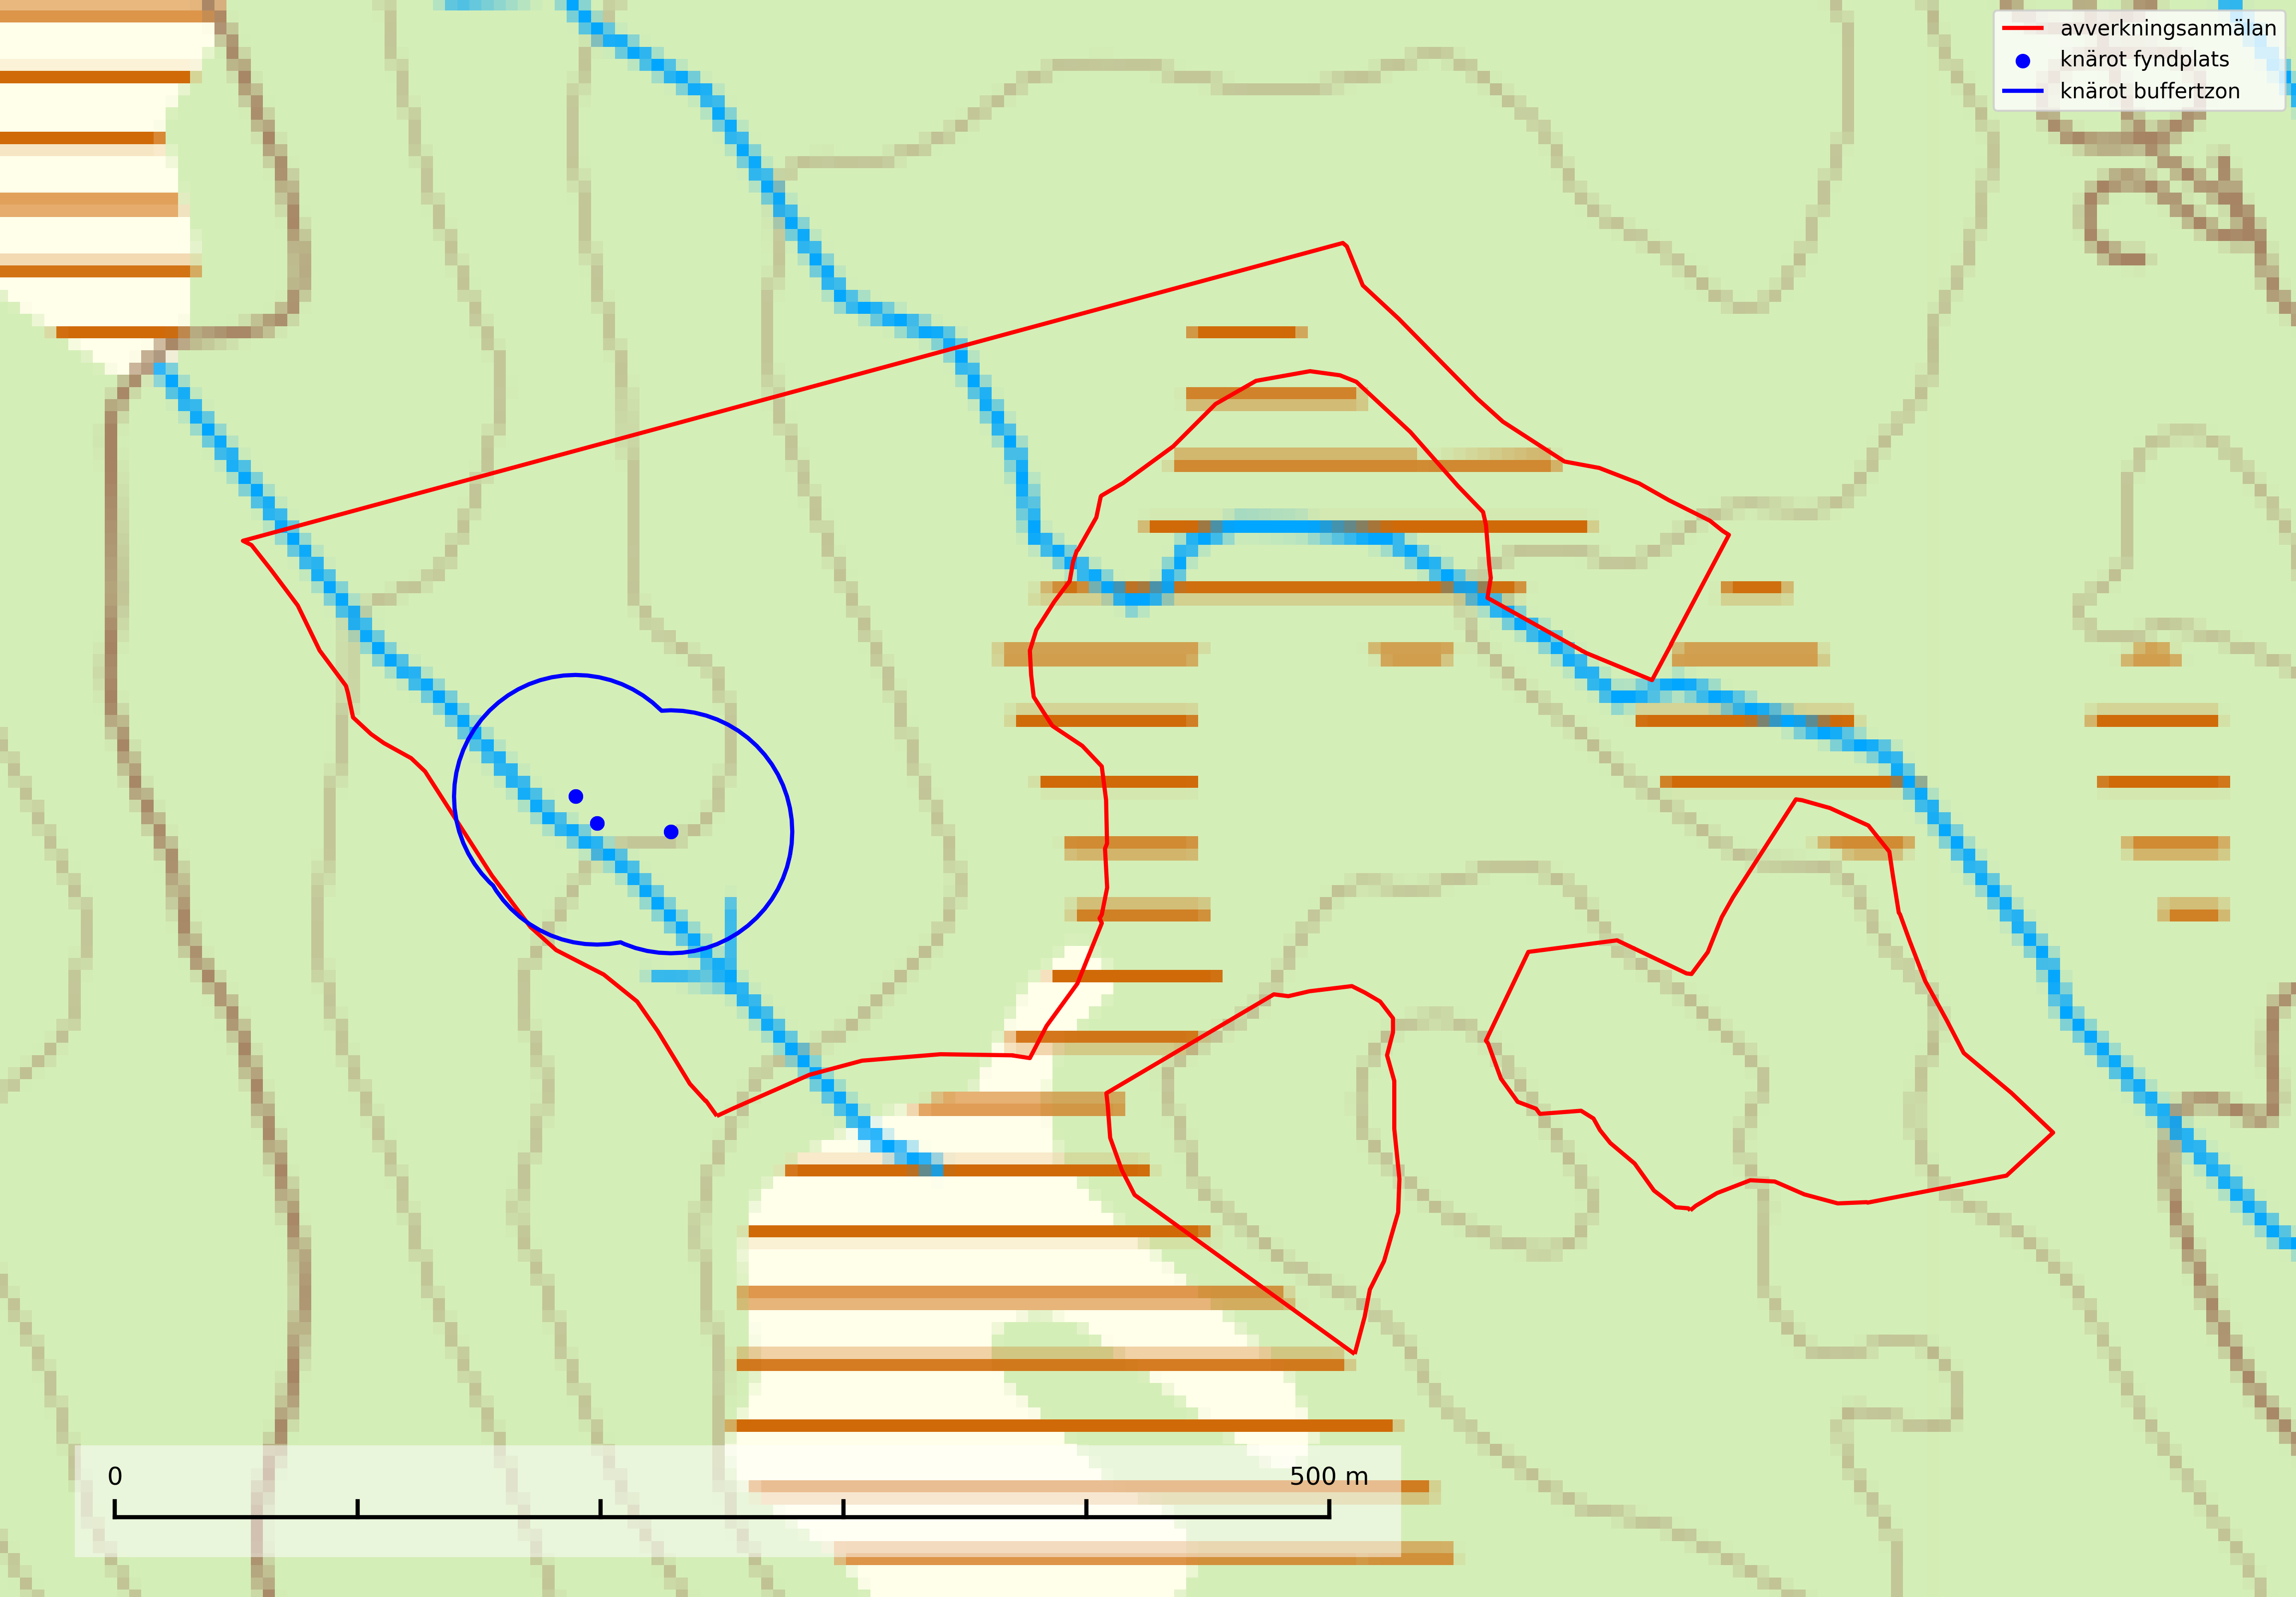 avverkningsanmälan
knärot fyndplats
knärot buffertzon
0 500 m